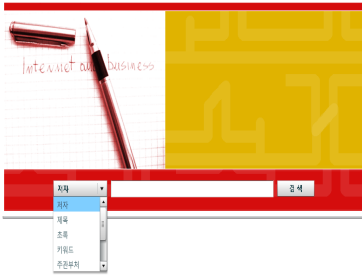 Internet and business
저자
검 색
저자
제목
초록
키워드
주관부처